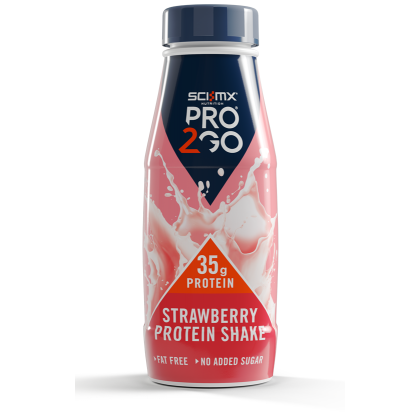 SCI-MX®
NUTRITION
PRO®
2GO
35g
PROTEIN
STRAWBERRY
PROTEIN SHAKE
FAT FREE NO ADDED SUGAR